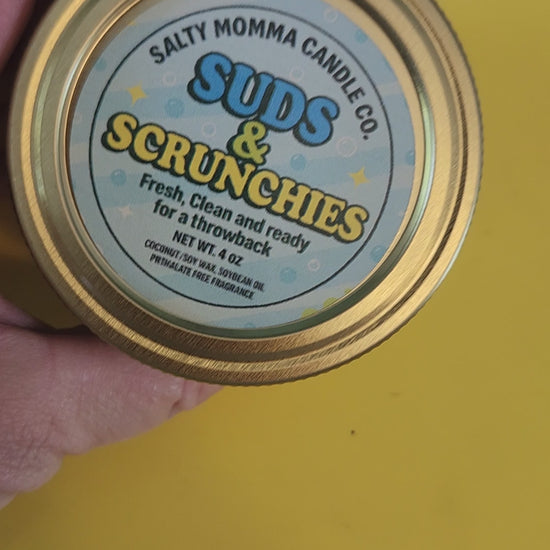 SALTY MOMMA CANDLE CO.
SUDS
&
SCRUNCHIES
Fresh, Clean and ready
for a throwback
NET WT. 4 OZ
COCONUT/SOY WAX, SOYBEAN OIL
PHTHALATE FREE FRAGRANCE